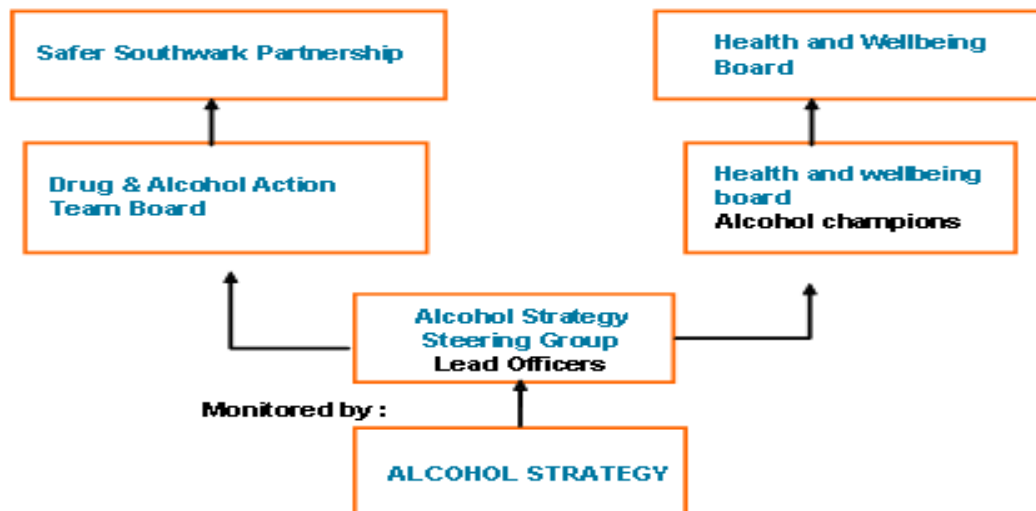 Safer Southwark Partnership
Health and Wellbeing
Board
Drug & Alcohol Action
Team Board
Health and wellbeing
board
Alcohol champions
Alcohol Strategy
Steering Group
Lead Officers
Monitored by :
ALCOHOL STRATEGY